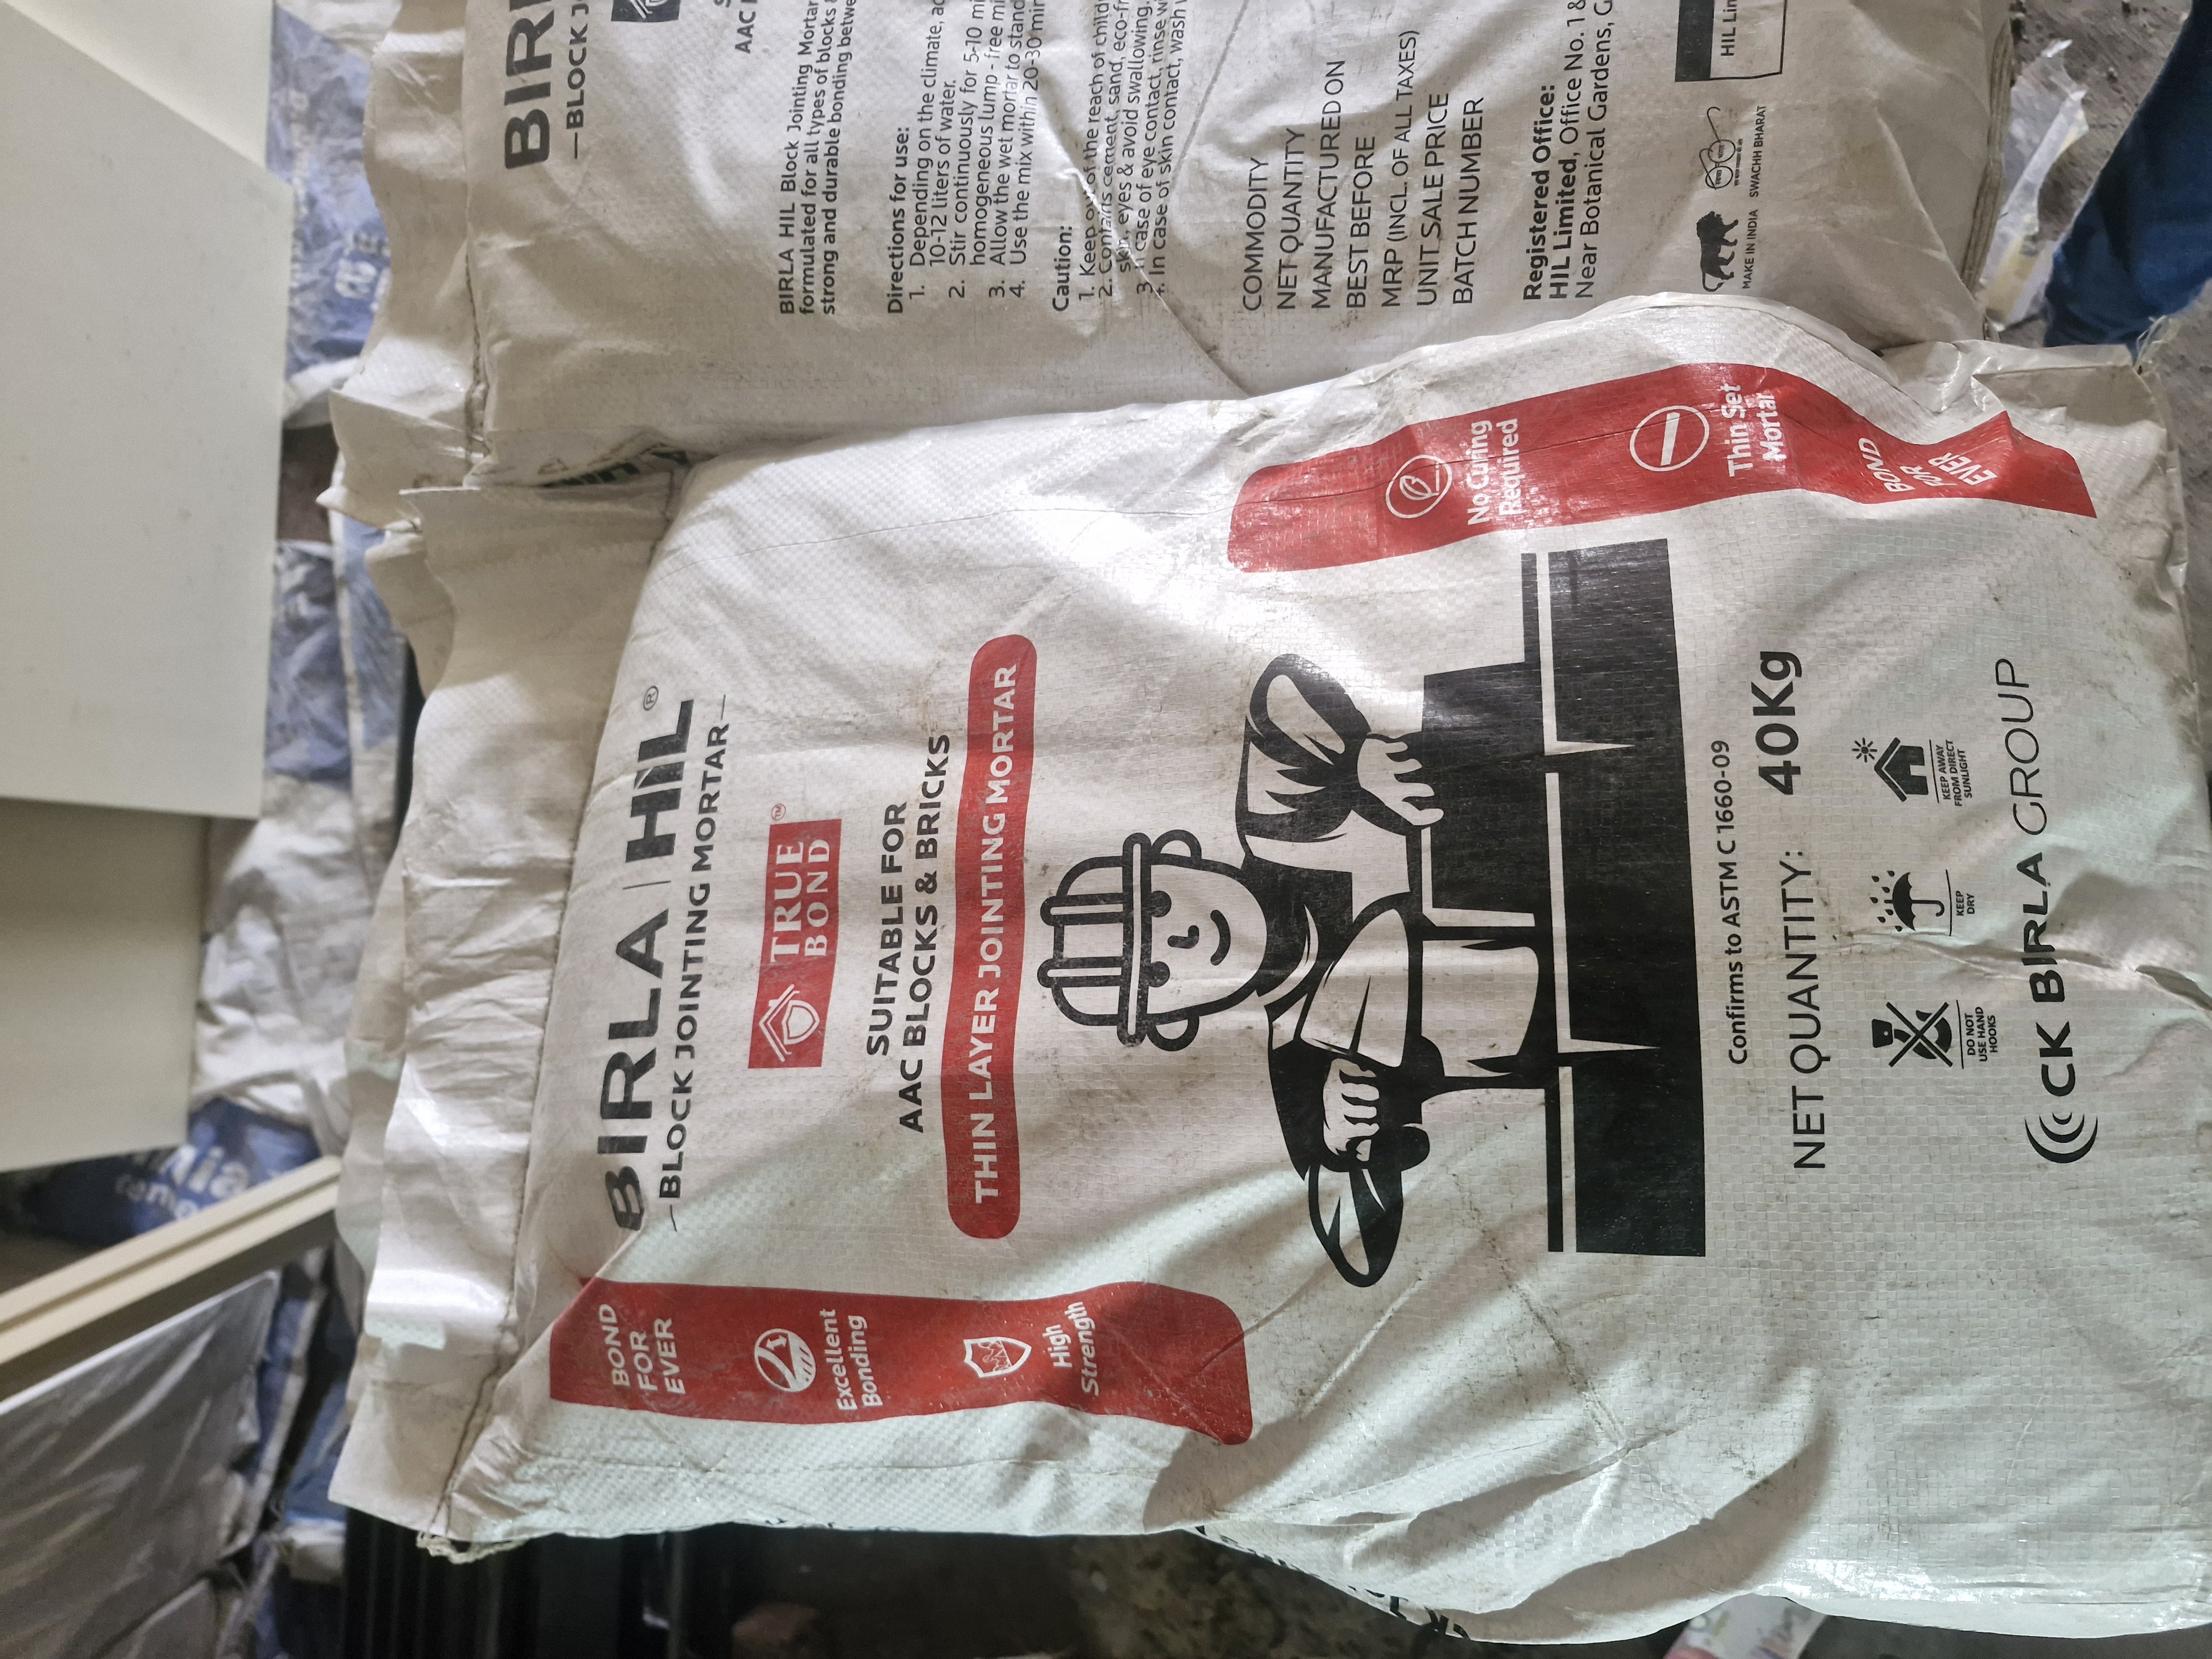 BIRLA | HIL ®
BLOCK JOINTING MORTAR
TRUE
BOND
TM
SUITABLE FOR
AAC BLOCKS & BRICKS
THIN LAYER JOINTING MORTAR
BOND
FOR
EVER
Excellent
Bonding
High
Strength
No Curing
Required
Thin Set
Mortar
BOND
FOR
EVER
Confirms to ASTM C 1660-09
NET QUANTITY: 40Kg
DO NOT
USE HAND
HOOKS
KEEP
DRY
KEEP AWAY
FROM DIRECT
SUNLIGHT
CK BIRLA GROUP
BLOCK
AAC
BIRLA HIL Block Jointing Mortar
formulated for all types of blocks
strong and durable bonding
Directions for use:
1. Depending on the climate,
10-12 liters of water.
2. Stir continuously for 5-10
homogeneous lump - free
3. Allow the wet mortar to stand
4. Use the mix within 20-30
Caution:
1. Keep out of the reach of
2. Contains cement, sand,
skin, eyes & avoid swallowing.
3. In case of eye contact, rinse
4. In case of skin contact, wash
COMMODITY
NET QUANTITY
MANUFACTURED ON
BEST BEFORE
MRP (INCL. OF ALL TAXES)
UNIT SALE PRICE
BATCH NUMBER
Registered Office:
HIL Limited, Office No. 1 &
Near Botanical Gardens,
MAKE IN INDIA
SWACHH BHARAT
HIL